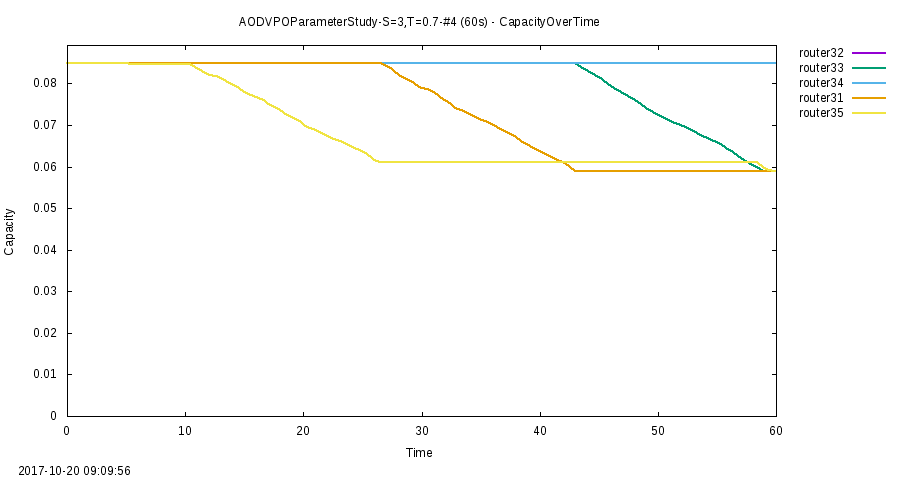 AODVPOParameterStudy-S=3,T=0.7-#4 (60s) - CapacityOverTime
router32
router33
router34
router31
router35
0.08
0.07
0.06
0.05
0.04
0.03
0.02
0.01
0
Capacity
0 10 20 30 40 50 60
Time
2017-10-20 09:09:56